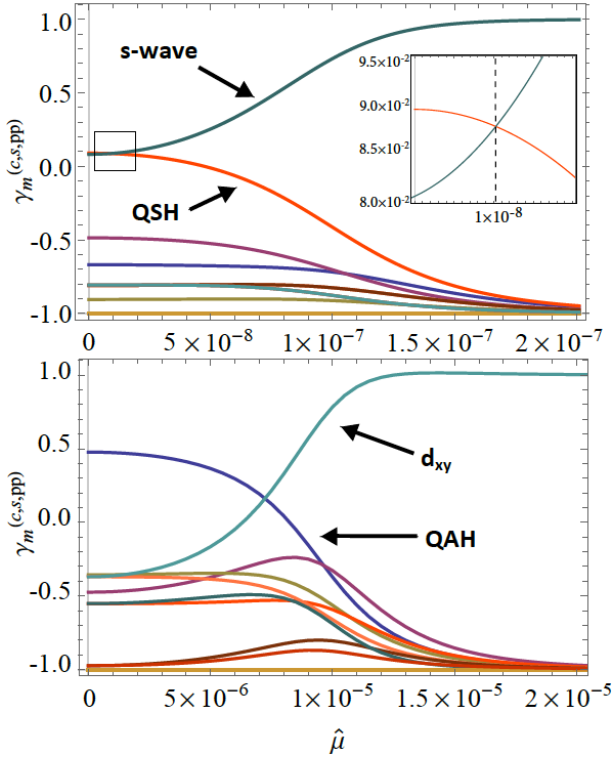 1.0
s-wave
0.5
γₘ⁽ᶜ,ˢ,ᵖᵖ⁾
0.0
QSH
-0.5
-1.0
9.5×10⁻²
9.0×10⁻²
8.5×10⁻²
8.0×10⁻²
1×10⁻⁸
0 5×10⁻⁸ 1×10⁻⁷ 1.5×10⁻⁷ 2×10⁻⁷
1.0
0.5
d_xy
γₘ⁽ᶜ,ˢ,ᵖᵖ⁾
0.0
QAH
-0.5
-1.0
0 5×10⁻⁶ 1×10⁻⁵ 1.5×10⁻⁵ 2×10⁻⁵
μ̂